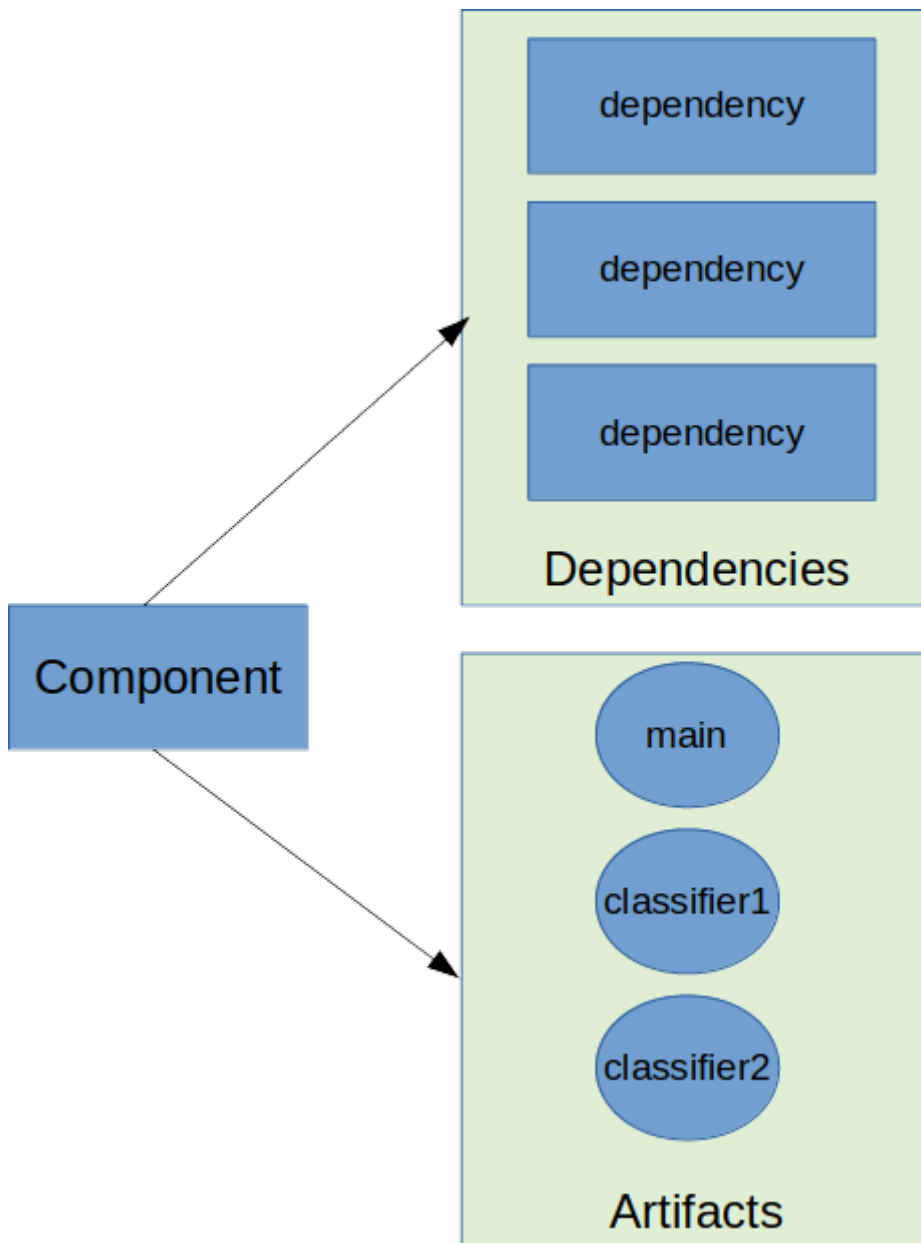 dependency
dependency
dependency
Dependencies
Component
main
classifier1
classifier2
Artifacts